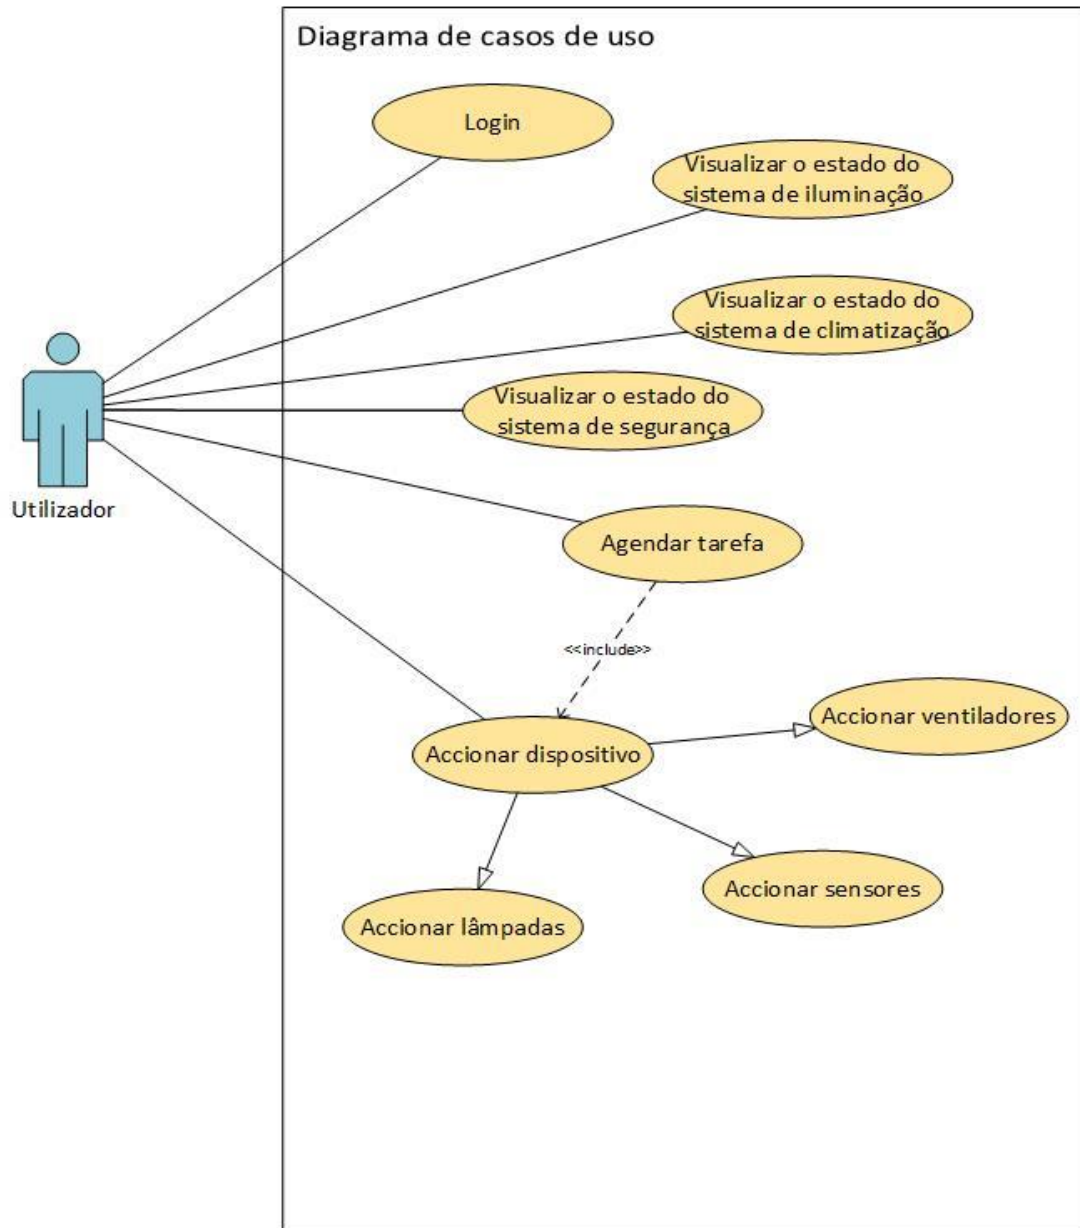 Diagrama de casos de uso
Login
Visualizar o estado do
sistema de iluminação
Visualizar o estado do
sistema de climatização
Visualizar o estado do
sistema de segurança
Utilizador
Agendar tarefa
<<include>>
Accionar ventiladores
Accionar dispositivo
Accionar sensores
Accionar lâmpadas